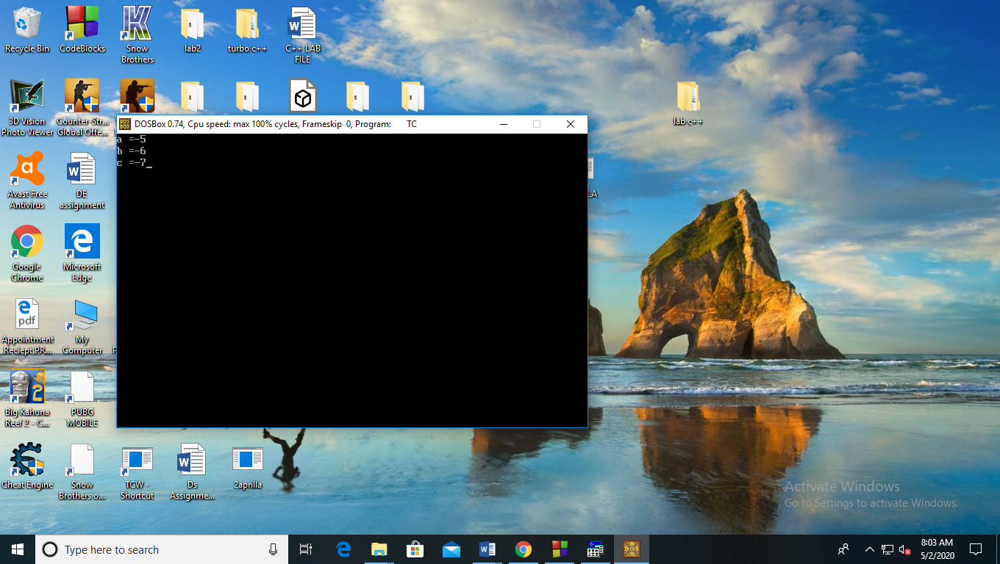 Recycle Bin
CodeBlocks
Snow
Brothers
lab2
turbo c++
C++ LAB
FILE
3D Vision
Photo Viewer
Counter-Str...
Global Offe...
lab c++
DOSBox 0.74, Cpu speed: max 100% cycles, Frameskip 0, Program: TC
a =-5
b =-6
c =-7_
Avast Free
Antivirus
DE
assignment
LA
Google
Chrome
Microsoft
Edge
pdf
Appointment
Reciept PR...
My
Computer
Big Kahuna
Reef 2 - C...
PUBG
MOBILE
Cheat Engine
Snow
Brothers o...
TCW -
Shortcut
Ds
Assignme...
2aprilla
Activate Windows
Go to Settings to activate Windows.
Type here to search
8:03 AM
5/2/2020